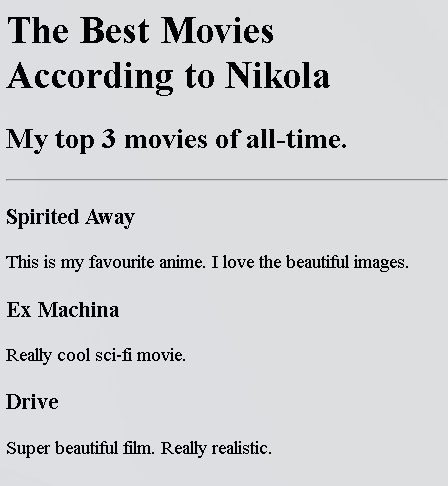 The Best Movies
According to Nikola
My top 3 movies of all-time.
Spirited Away
This is my favourite anime. I love the beautiful images.
Ex Machina
Really cool sci-fi movie.
Drive
Super beautiful film. Really realistic.